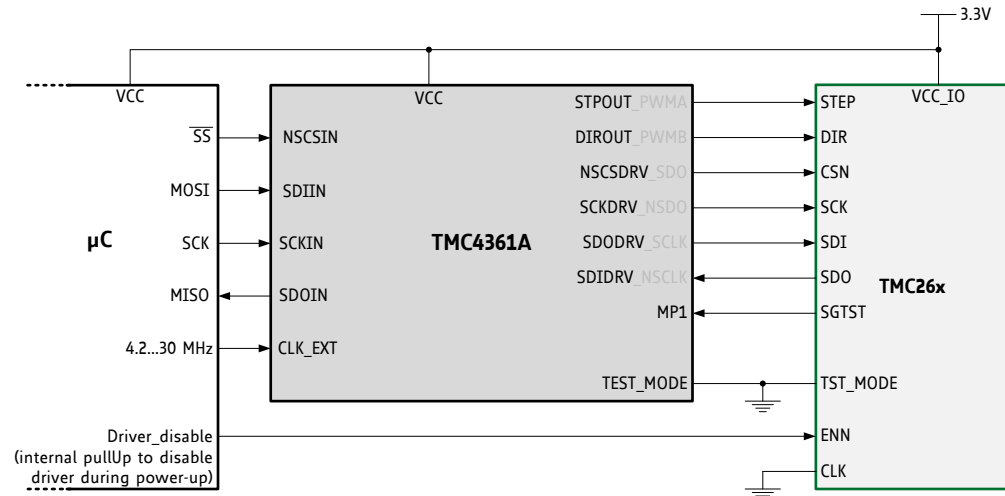 3.3V
VCC
VCC
VCC_IO
STPOUT_PWMA
STEP
SS
NSCSIN
DIROUT_PWMB
DIR
NSCSDRV_SDO
CSN
MOSI
SDIIN
SCKDRV_NSDO
SCK
µC
SCK
SCKIN
TMC4361A
SDODRV_SCLK
SDI
SDIDRV_NSCLK
SDO
TMC26x
MISO
SDOIN
MP1
SGTST
4.2...30 MHz
CLK_EXT
TEST_MODE
TST_MODE
Driver_disable
(internal pullUp to disable
driver during power-up)
ENN
CLK